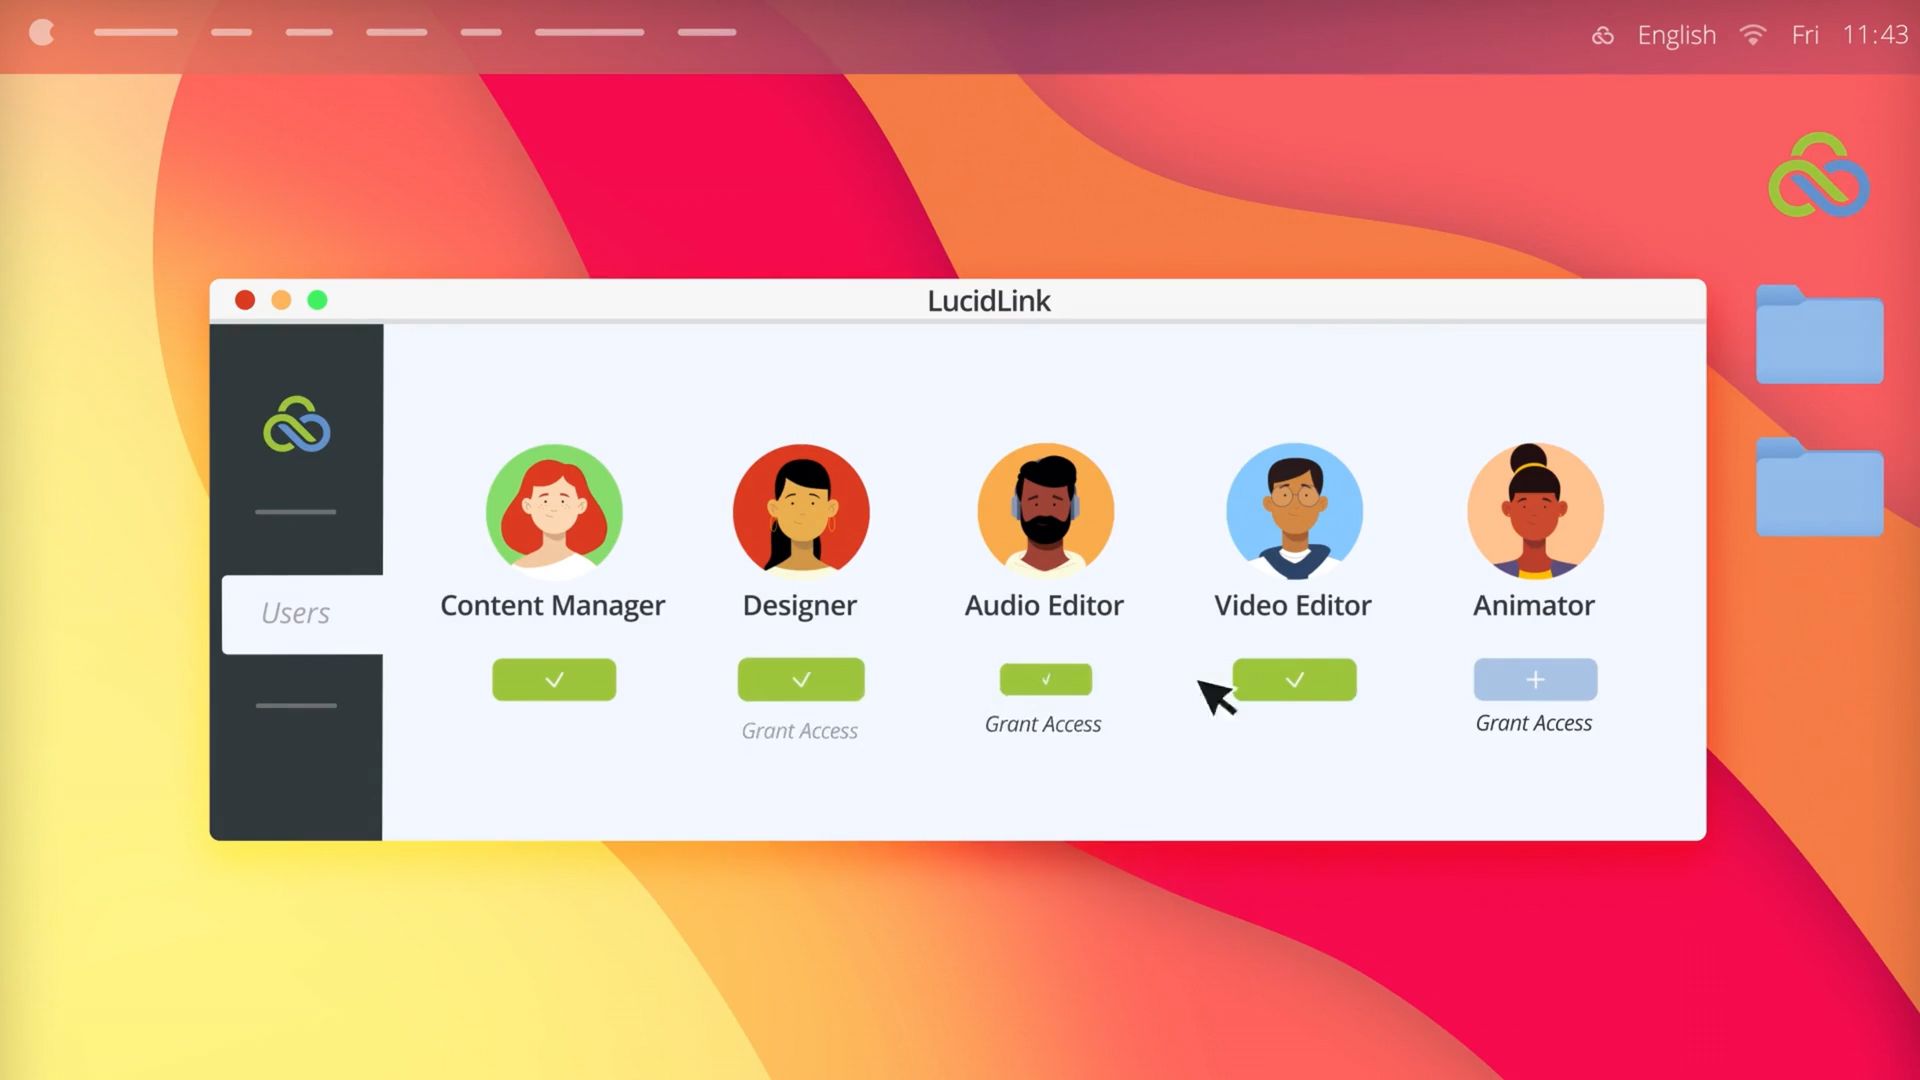 English Fri 11:43
LucidLink
Users
Content Manager
Designer
Audio Editor
Video Editor
Animator
Grant Access
Grant Access
Grant Access